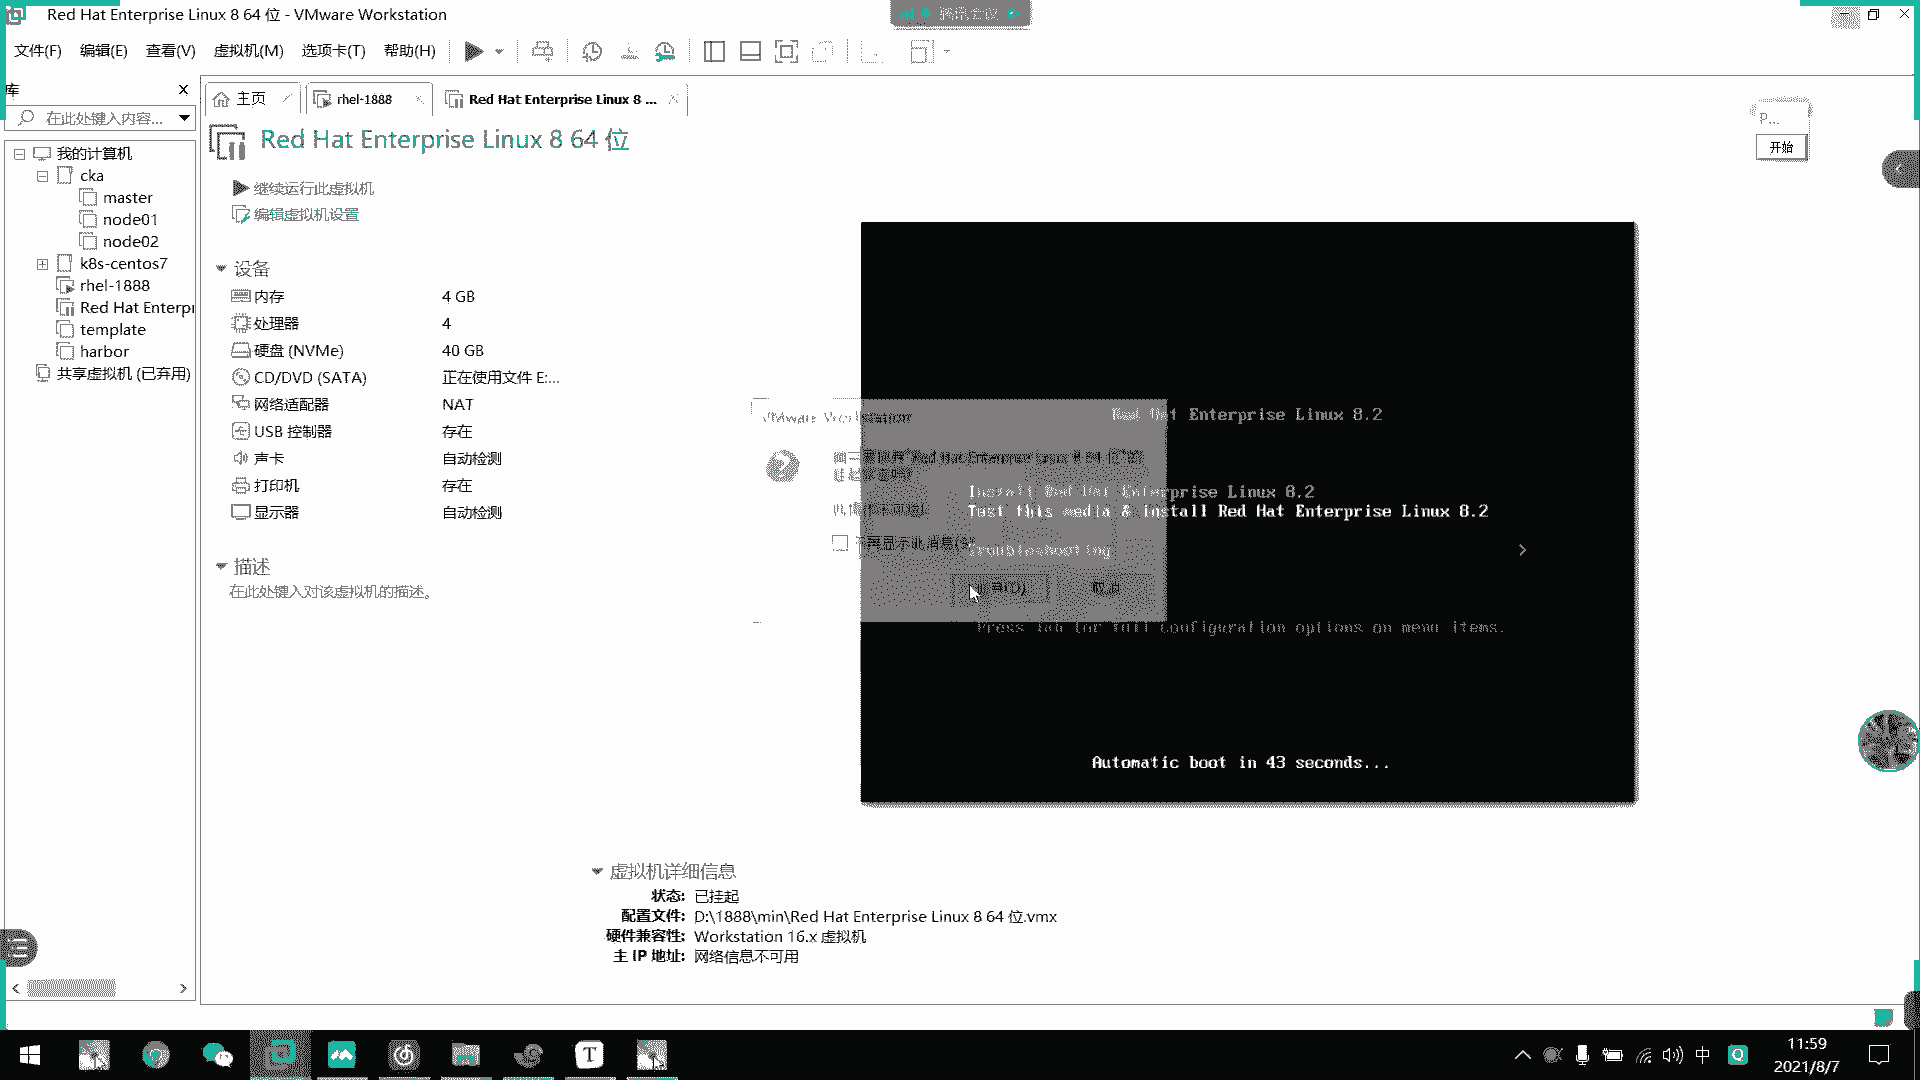 Red Hat Enterprise Linux 8 64 位 - VMware Workstation
腾讯会议
文件(F) 编辑(E) 查看(V) 虚拟机(M) 选项卡(T) 帮助(H)
库
在此处键入内容...
主页
rhel-1888
Red Hat Enterprise Linux 8 ...
我的计算机
cka
master
node01
node02
k8s-centos7
rhel-1888
Red Hat Enterpr
template
harbor
共享虚拟机 (已弃用)
Red Hat Enterprise Linux 8 64 位
继续运行此虚拟机
编辑虚拟机设置
设备
内存 4 GB
处理器 4
硬盘 (NVMe) 40 GB
CD/DVD (SATA) 正在使用文件 E:...
网络适配器 NAT
USB 控制器 存在
声卡 自动检测
打印机 存在
显示器 自动检测
描述
在此处键入对该虚拟机的描述。
P...
开始
VMware Workstation
不再显示此消息(S)
取消
Red Hat Enterprise Linux 8.2
Install Red Hat Enterprise Linux 8.2
Test this media & install Red Hat Enterprise Linux 8.2
Troubleshooting
Press Tab for full configuration options on menu items.
Automatic boot in 43 seconds...
虚拟机详细信息
状态: 已挂起
配置文件: D:\1888\min\Red Hat Enterprise Linux 8 64 位.vmx
硬件兼容性: Workstation 16.x 虚拟机
主 IP 地址: 网络信息不可用
中
11:59
2021/8/7